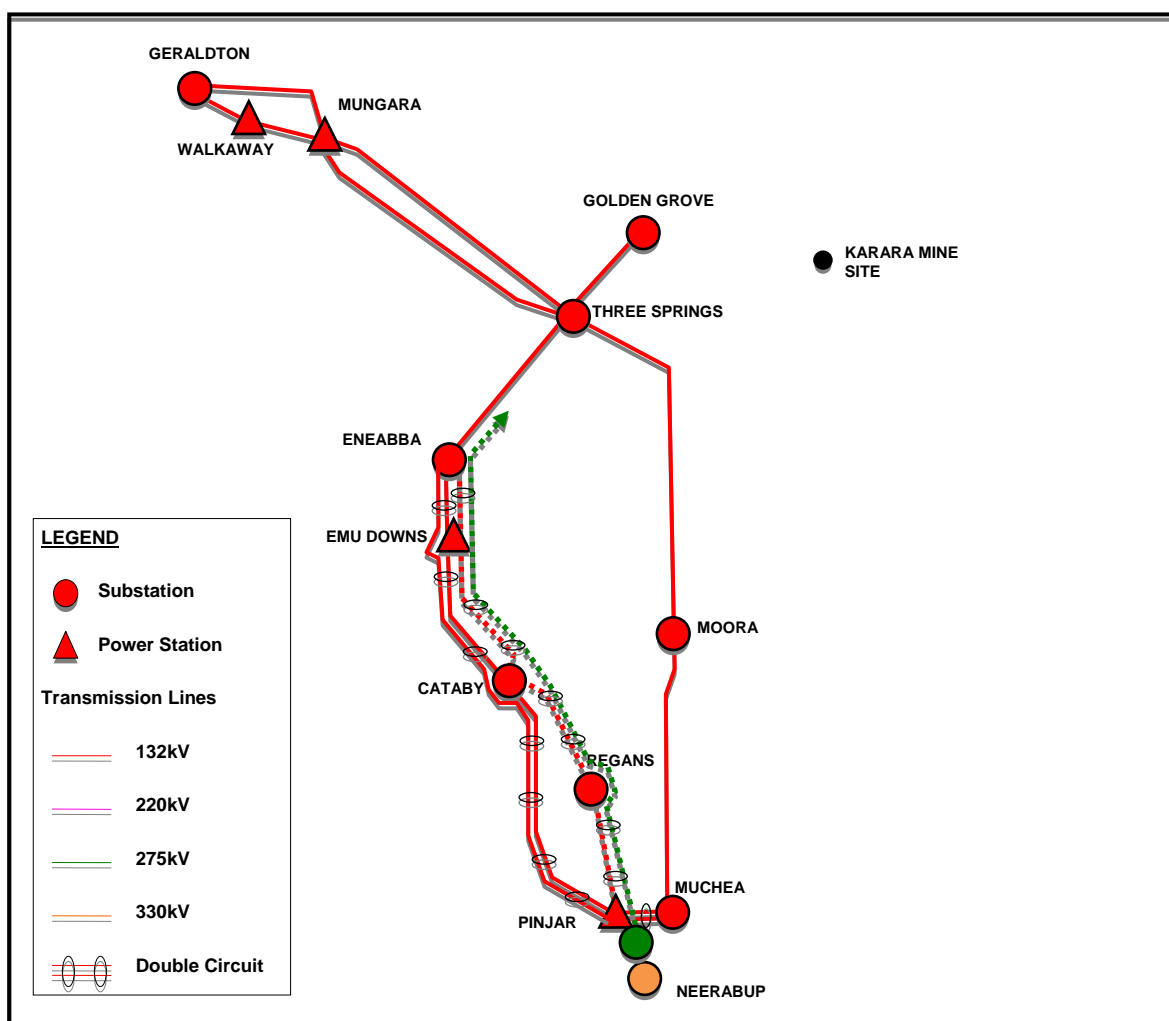 GERALDTON
MUNGARA
WALKAWAY
GOLDEN GROVE
KARARA MINE
SITE
THREE SPRINGS
ENEABBA
EMU DOWNS
MOORA
CATABY
REGANS
MUCHEA
PINJAR
NEERABUP
LEGEND
Substation
Power Station
Transmission Lines
132kV
220kV
275kV
330kV
Double Circuit